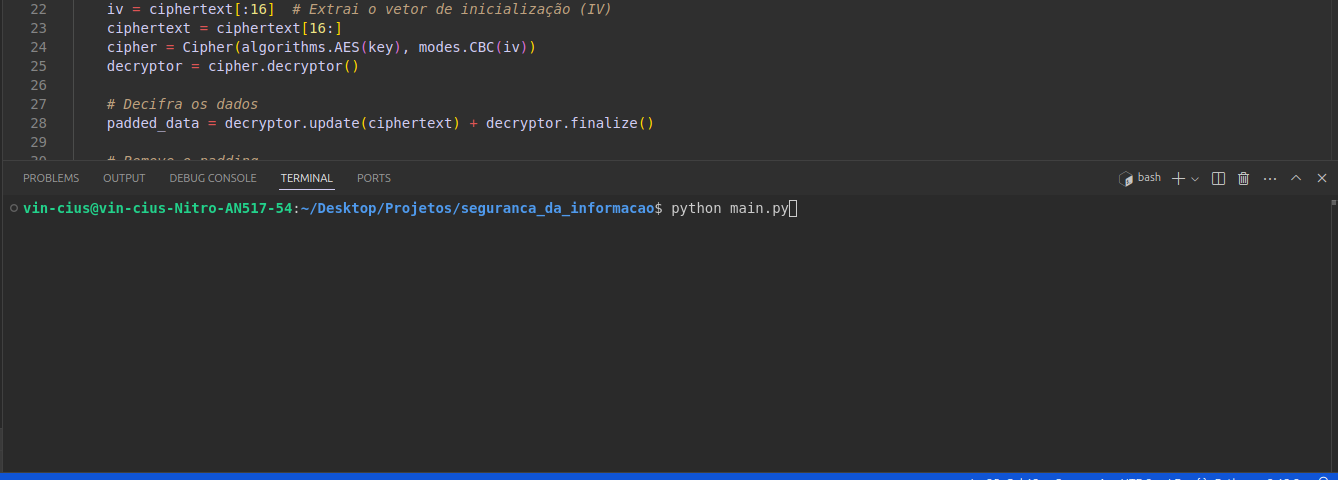 22 iv = ciphertext[:16]  # Extrai o vetor de inicialização (IV)
23 ciphertext = ciphertext[16:]
24 cipher = Cipher(algorithms.AES(key), modes.CBC(iv))
25 decryptor = cipher.decryptor()
26
27 # Decifra os dados
28 padded_data = decryptor.update(ciphertext) + decryptor.finalize()
29
PROBLEMS OUTPUT DEBUG CONSOLE TERMINAL PORTS bash
vin-cius@vin-cius-Nitro-AN517-54:~/Desktop/Projetos/seguranca_da_informacao$ python main.py